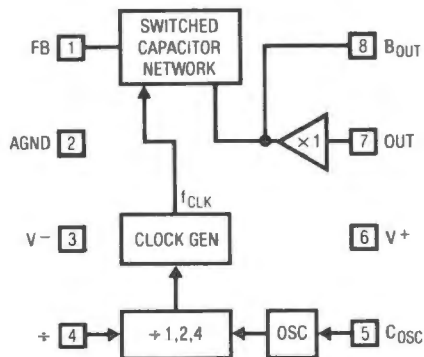 SWITCHED
CAPACITOR
NETWORK
FB 1
8 BOUT
AGND 2
×1
7 OUT
fCLK
V− 3
CLOCK GEN
6 V+
÷ 4
÷ 1,2,4
OSC
5 COSC